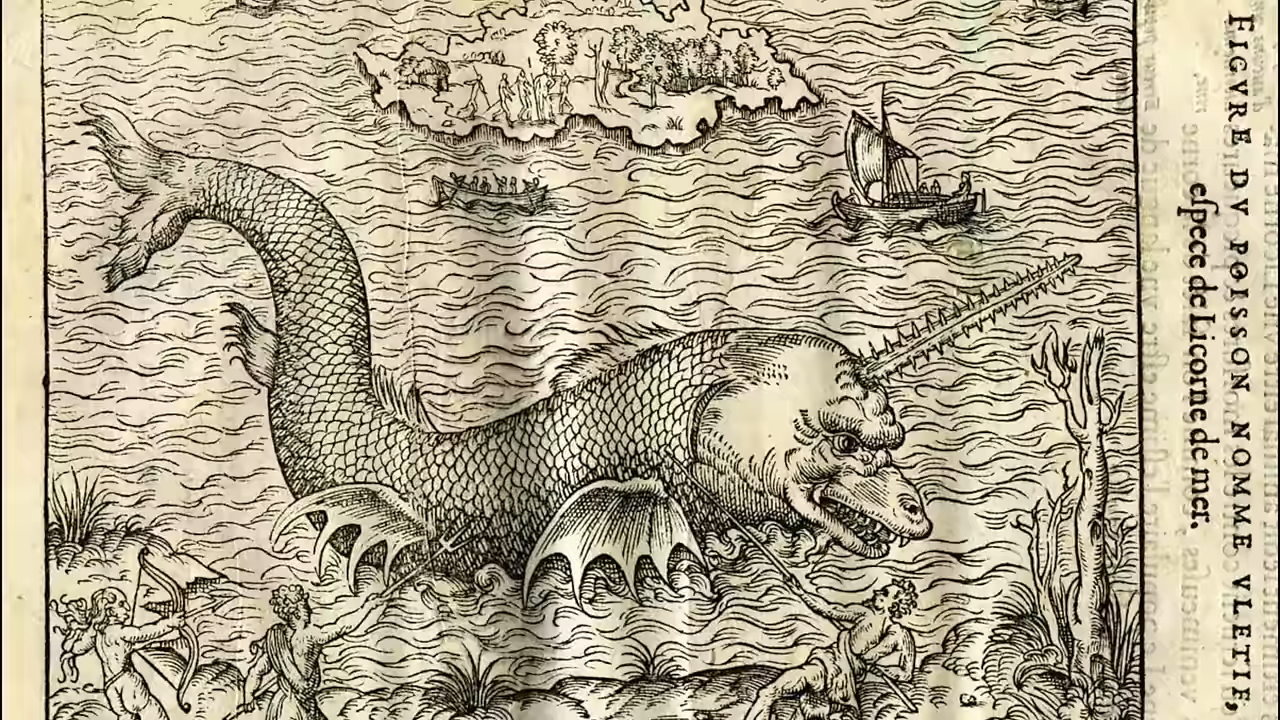 FIGVRE DV POISSON NOMME VLETIF,
eſpece de Licorne de mer.